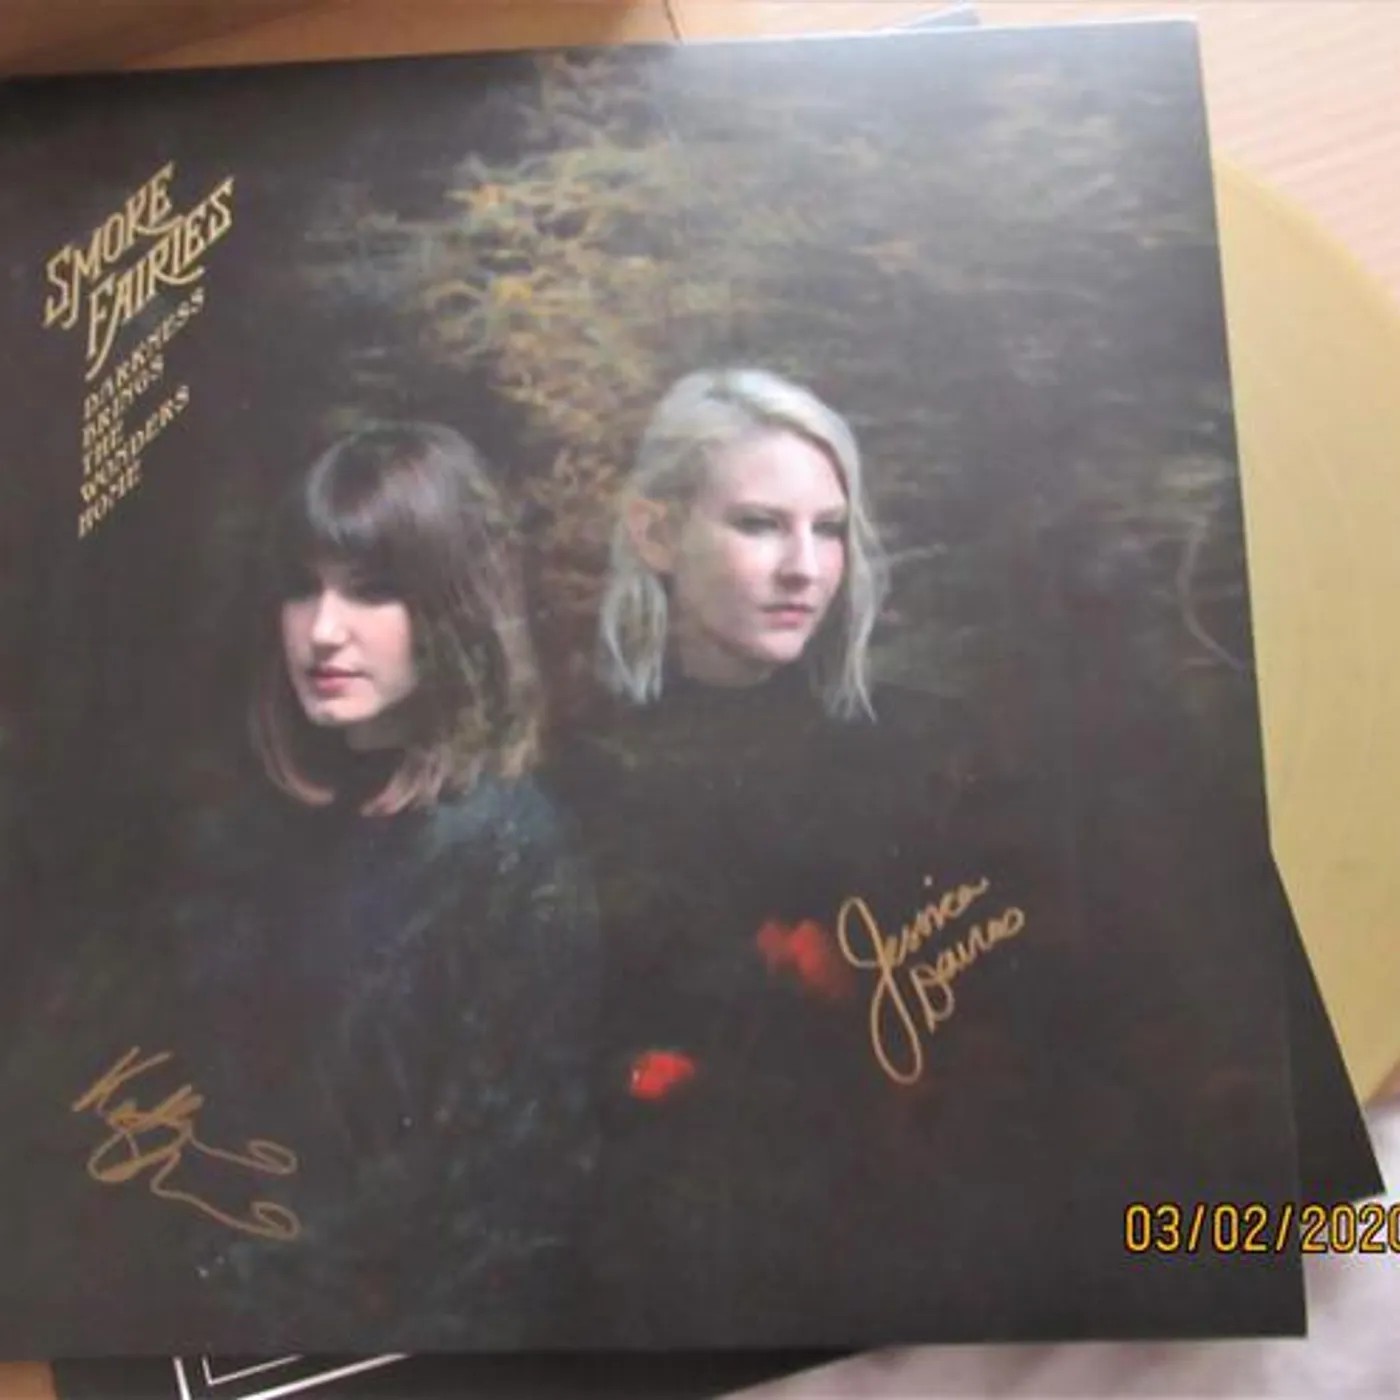 SMOKE
FAIRIES
DARKNESS
BRINGS
THE
WONDERS
HOME
Jessica
Davies
03/02/2020